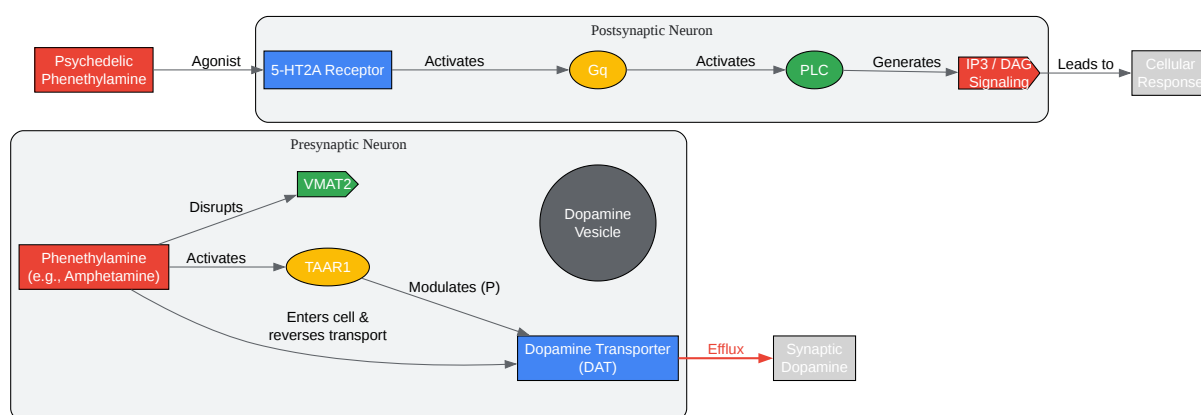 Postsynaptic Neuron
Psychedelic
Phenethylamine
Agonist
5-HT2A Receptor
Activates
Gq
Activates
PLC
Generates
IP3 / DAG
Signaling
Leads to
Cellular
Response
Presynaptic Neuron
VMAT2
Disrupts
Dopamine
Vesicle
Phenethylamine
(e.g., Amphetamine)
Activates
TAAR1
Modulates (P)
Enters cell &
reverses transport
Dopamine Transporter
(DAT)
Efflux
Synaptic
Dopamine